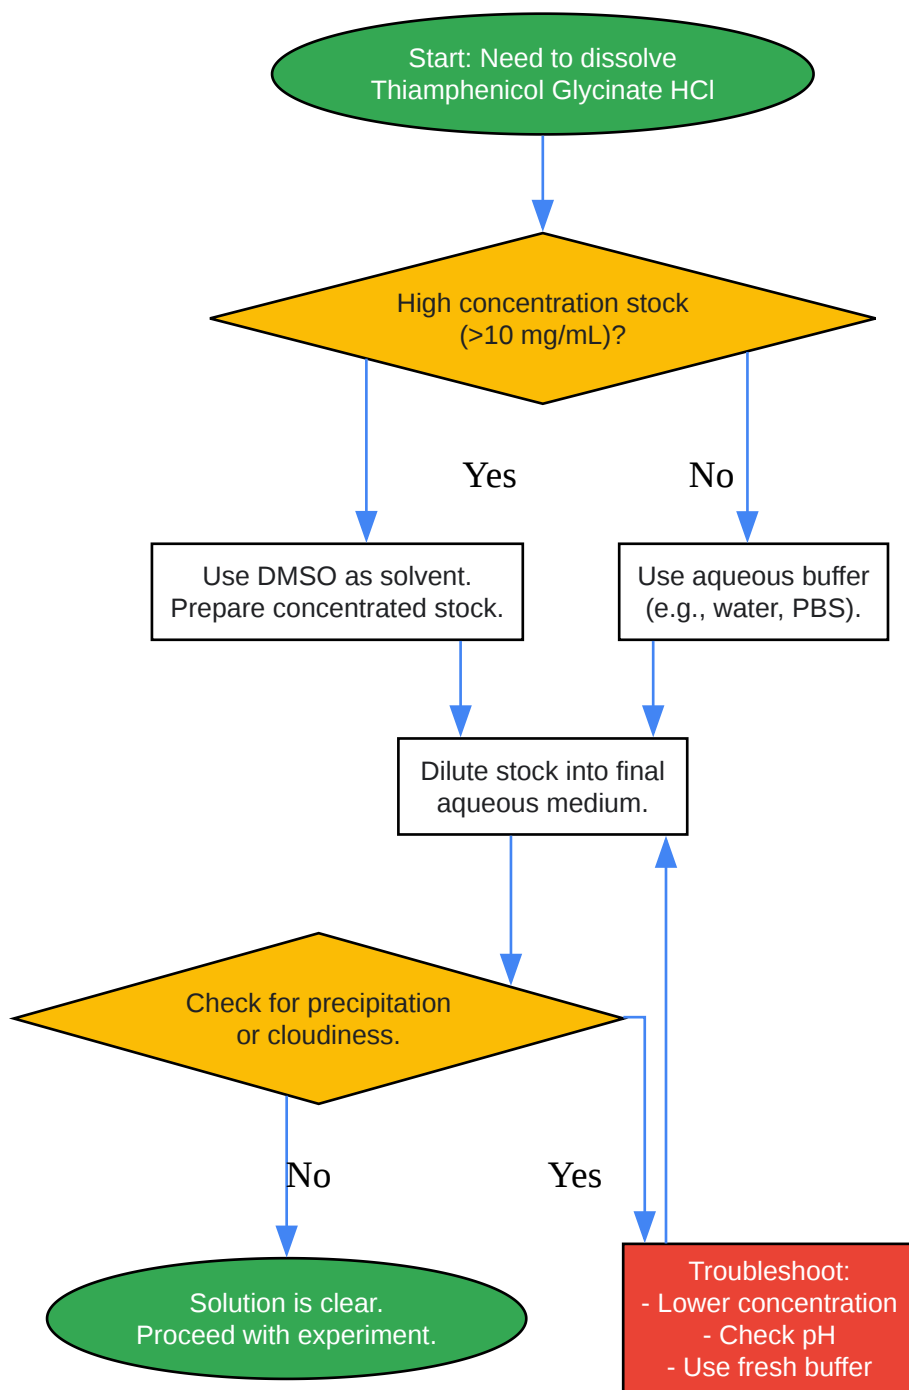 Start: Need to dissolve
Thiamphenicol Glycinate HCl
High concentration stock
(>10 mg/mL)?
Yes
No
Use DMSO as solvent.
Prepare concentrated stock.
Use aqueous buffer
(e.g., water, PBS).
Dilute stock into final
aqueous medium.
Check for precipitation
or cloudiness.
No
Yes
Solution is clear.
Proceed with experiment.
Troubleshoot:
- Lower concentration
- Check pH
- Use fresh buffer